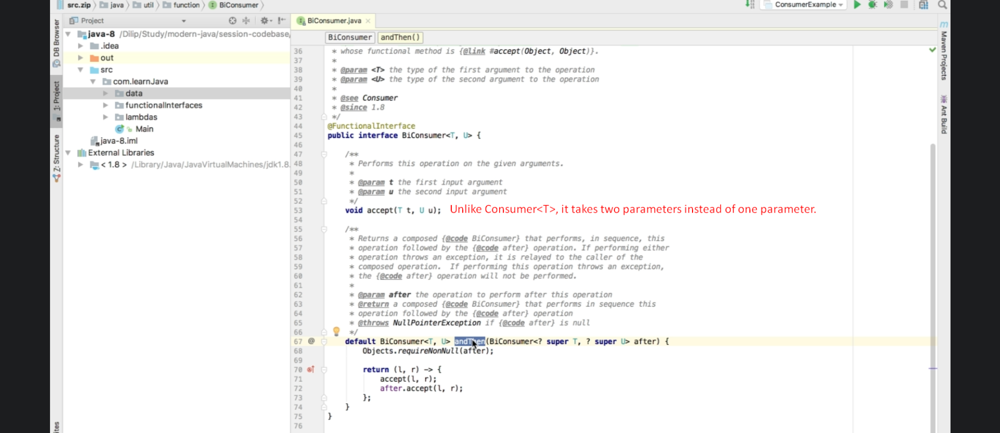 src.zip java util function BiConsumer ConsumerExample
Project BiConsumer.java
BiConsumer andThen()
DB Browser
1: Project
Z: Structure
Maven Projects
Ant Build
java-8 /Dilip/Study/modern-java/session-codebase/
.idea
out
src
com.learnJava
data
functionalInterfaces
lambdas
Main
java-8.iml
External Libraries
< 1.8 > /Library/Java/JavaVirtualMachines/jdk1.8.
36 * whose functional method is {@link #accept(Object, Object)}.
37 *
38 * @param <T> the type of the first argument to the operation
39 * @param <U> the type of the second argument to the operation
40 *
41 * @see Consumer
42 * @since 1.8
43 */
44 @FunctionalInterface
45 public interface BiConsumer<T, U> {
46
47 /**
48 * Performs this operation on the given arguments.
49 *
50 * @param t the first input argument
51 * @param u the second input argument
52 */
53 void accept(T t, U u); Unlike Consumer<T>, it takes two parameters instead of one parameter.
54
55 /**
56 * Returns a composed {@code BiConsumer} that performs, in sequence, this
57 * operation followed by the {@code after} operation. If performing either
58 * operation throws an exception, it is relayed to the caller of the
59 * composed operation.  If performing this operation throws an exception,
60 * the {@code after} operation will not be performed.
61 *
62 * @param after the operation to perform after this operation
63 * @return a composed {@code BiConsumer} that performs in sequence this
64 * operation followed by the {@code after} operation
65 * @throws NullPointerException if {@code after} is null
66 */
67 @ default BiConsumer<T, U> andThen(BiConsumer<? super T, ? super U> after) {
68 Objects.requireNonNull(after);
69
70 return (l, r) -> {
71 accept(l, r);
72 after.accept(l, r);
73 };
74 }
75 }
76